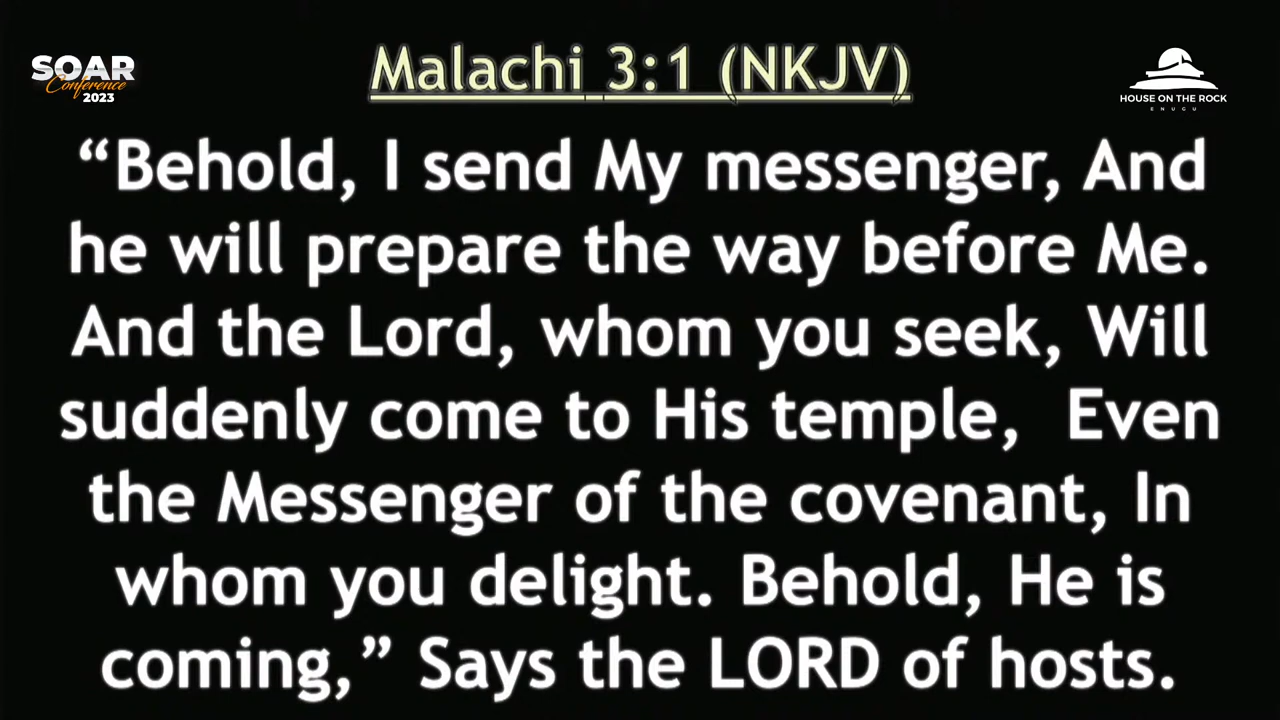 SOAR
Conference
2023
Malachi 3:1 (NKJV)
HOUSE ON THE ROCK
ENUGU
“Behold, I send My messenger, And
he will prepare the way before Me.
And the Lord, whom you seek, Will
suddenly come to His temple,  Even
the Messenger of the covenant, In
whom you delight. Behold, He is
coming,” Says the LORD of hosts.